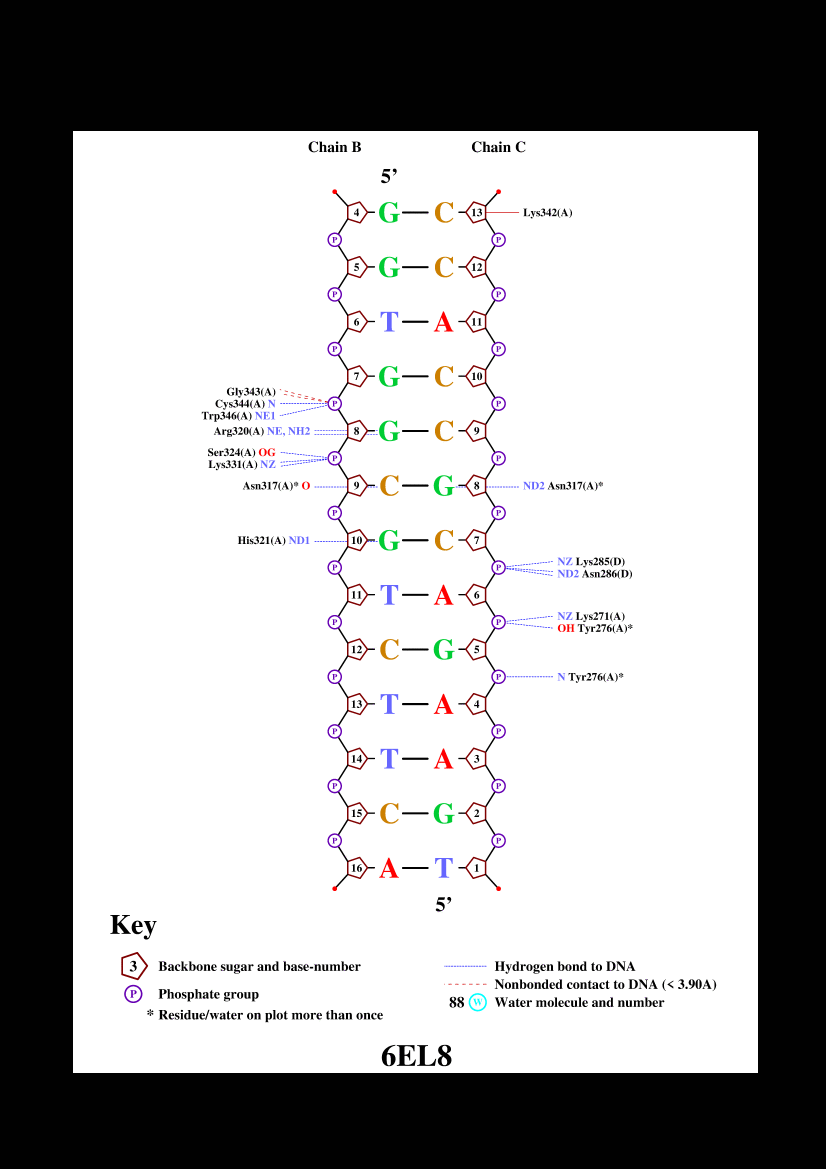 Chain B Chain C
5’
4 G C 13 Lys342(A)
P P
5 G C 12
P P
6 T A 11
P P
7 G C 10
Gly343(A)
Cys344(A) N P P
Trp346(A) NE1
Arg320(A) NE, NH2 8 G C 9
Ser324(A) OG P P
Lys331(A) NZ
Asn317(A)* O 9 C G 8 ND2 Asn317(A)*
P P
His321(A) ND1 10 G C 7
P P NZ Lys285(D)
ND2 Asn286(D)
11 T A 6
P P NZ Lys271(A)
OH Tyr276(A)*
12 C G 5
P P N Tyr276(A)*
13 T A 4
P P
14 T A 3
P P
15 C G 2
P P
16 A T 1
5’
Key
3 Backbone sugar and base-number
P Phosphate group
* Residue/water on plot more than once
Hydrogen bond to DNA
Nonbonded contact to DNA (< 3.90A)
88 W Water molecule and number
6EL8